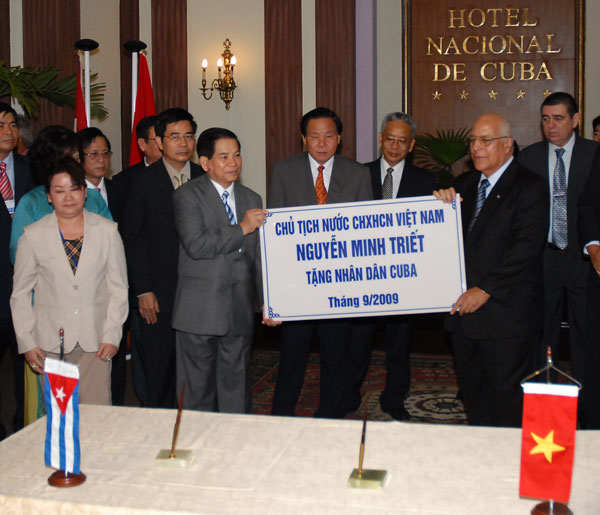 HOTEL
NACIONAL
DE CUBA
CHỦ TỊCH NƯỚC CHXHCN VIỆT NAM
NGUYỄN MINH TRIẾT
TẶNG NHÂN DÂN CUBA
Tháng 9/2009